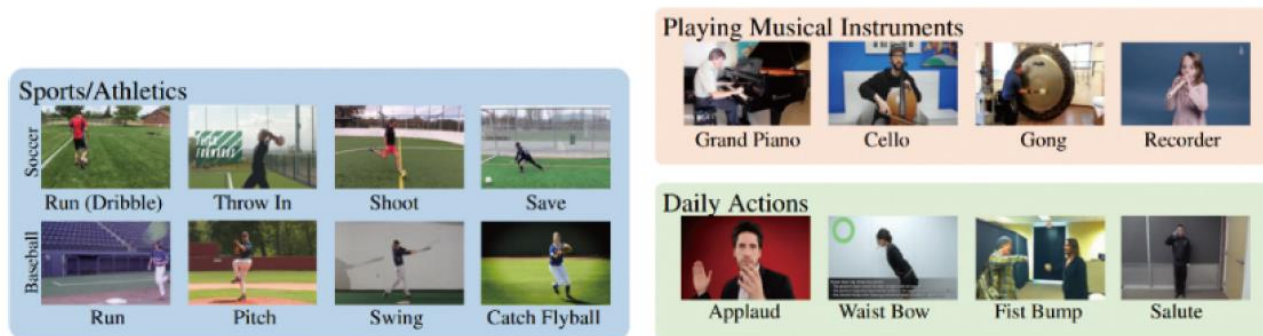 Sports/Athletics
Soccer
Run (Dribble) Throw In Shoot Save
Baseball
Run Pitch Swing Catch Flyball
Playing Musical Instruments
Grand Piano Cello Gong Recorder
Daily Actions
Applaud Waist Bow Fist Bump Salute